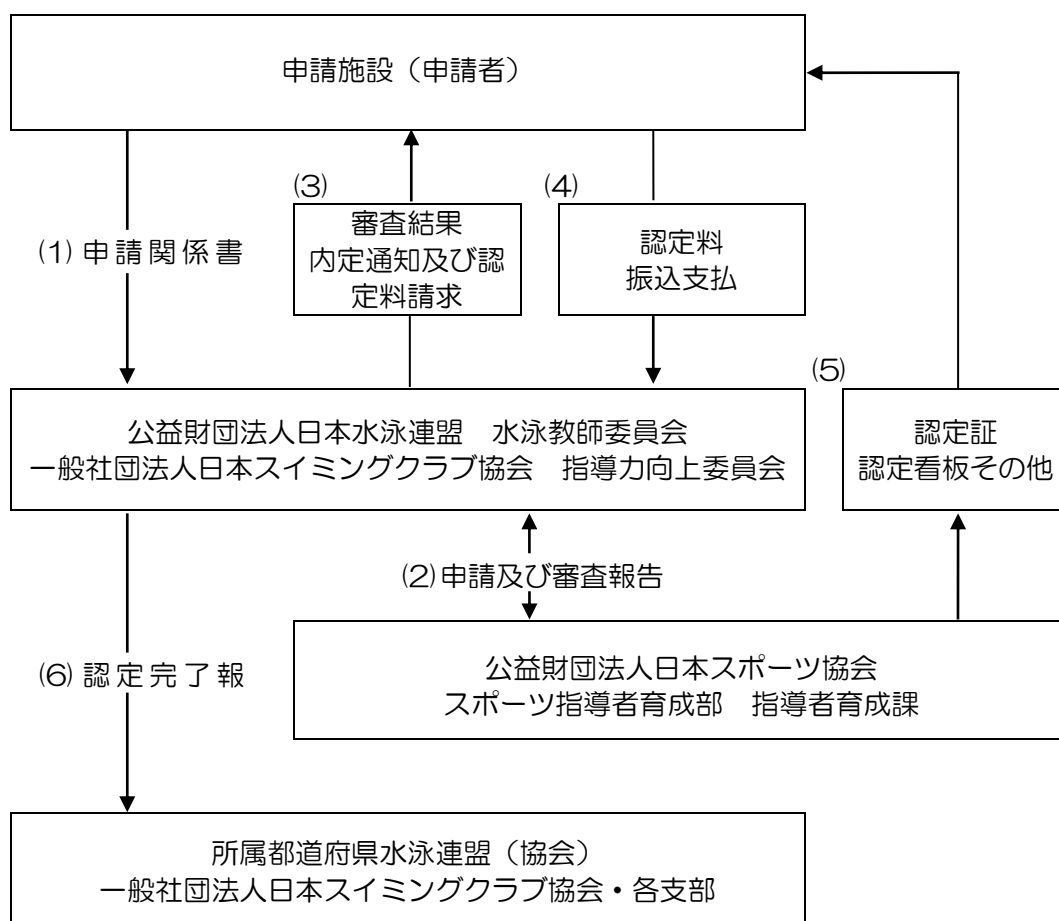 申請施設（申請者）
(1) 申請関係書
(3)
審査結果
内定通知及び認
定料請求
(4)
認定料
振込支払
公益財団法人日本水泳連盟　水泳教師委員会
一般社団法人日本スイミングクラブ協会　指導力向上委員会
(5)
認定証
認定看板その他
(2) 申請及び審査報告
公益財団法人日本スポーツ協会
スポーツ指導者育成部　指導者育成課
(6) 認定完了報
所属都道府県水泳連盟（協会）
一般社団法人日本スイミングクラブ協会・各支部